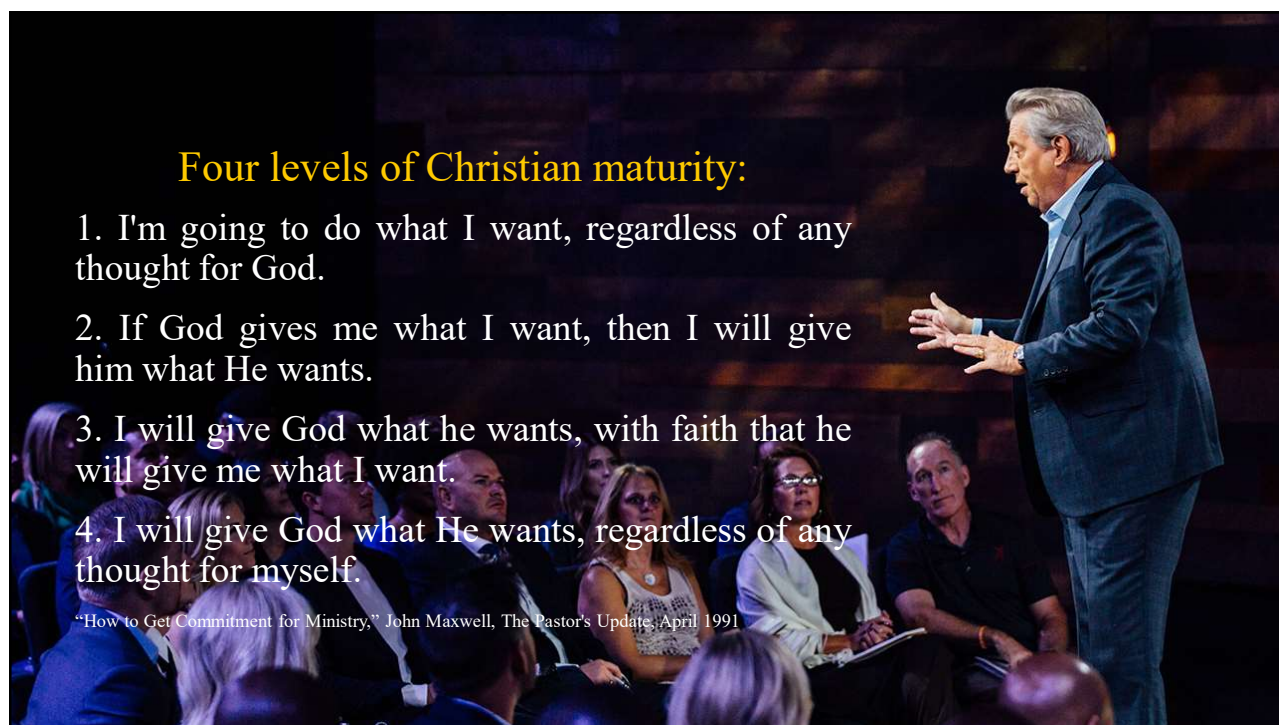 Four levels of Christian maturity:
1. I'm going to do what I want, regardless of any
thought for God.
2. If God gives me what I want, then I will give
him what He wants.
3. I will give God what he wants, with faith that he
will give me what I want.
4. I will give God what He wants, regardless of any
thought for myself.
“How to Get Commitment for Ministry,” John Maxwell, The Pastor's Update, April 1991